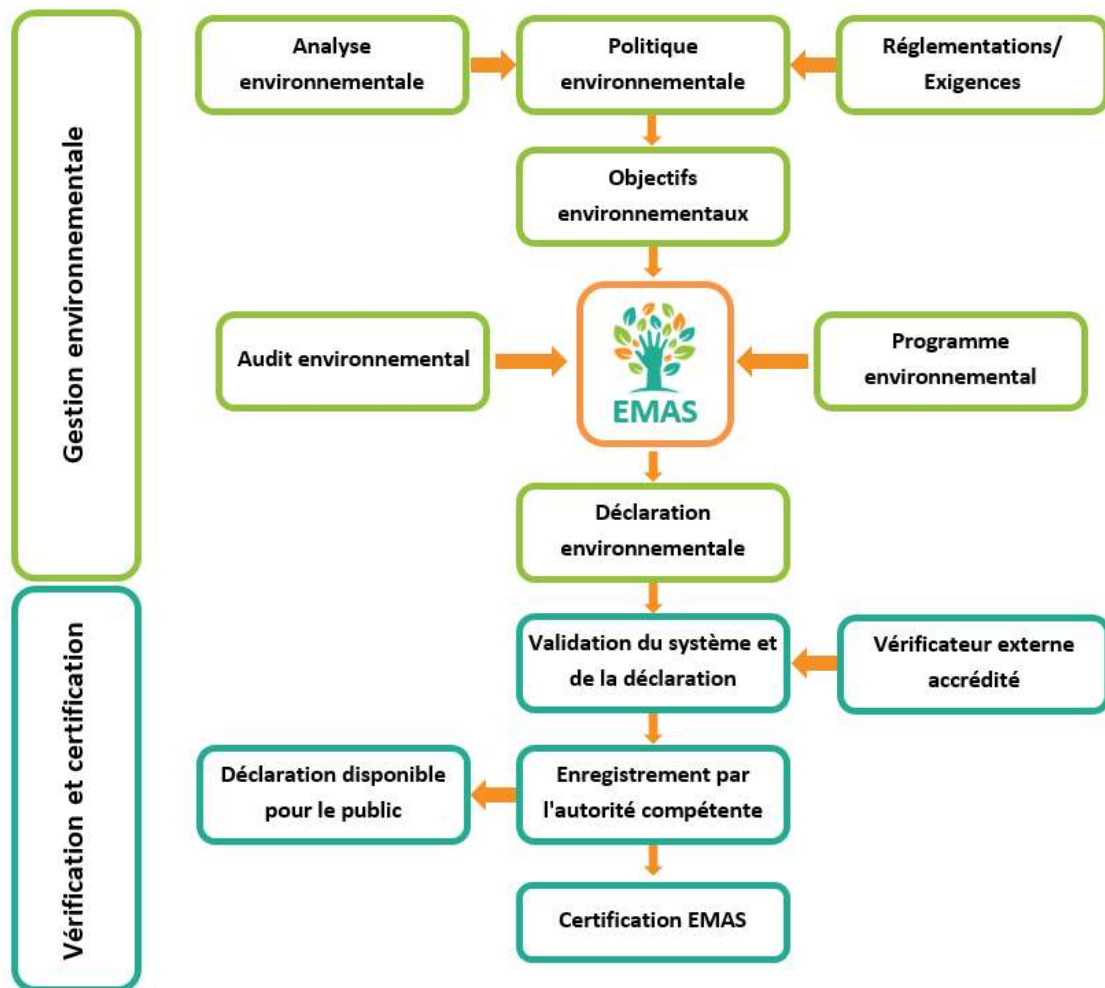 Gestion environnementale
Analyse
environnementale
Politique
environnementale
Réglementations/
Exigences
Objectifs
environnementaux
Audit environnemental
EMAS
Programme
environnemental
Déclaration
environnementale
Vérification et certification
Validation du système et
de la déclaration
Vérificateur externe
accrédité
Déclaration disponible
pour le public
Enregistrement par
l'autorité compétente
Certification EMAS